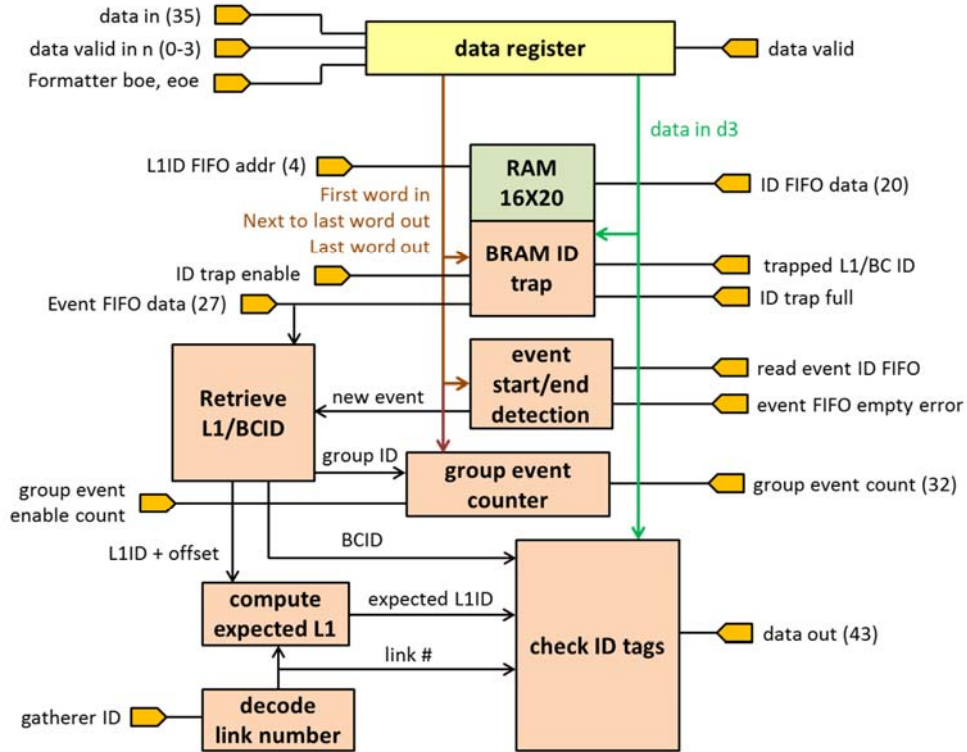 data in (35)
data valid in n (0-3)
Formatter boe, eoe
data register
data valid
data in d3
L1ID FIFO addr (4)
RAM
16X20
ID FIFO data (20)
First word in
Next to last word out
Last word out
BRAM ID
trap
trapped L1/BC ID
ID trap enable
ID trap full
Event FIFO data (27)
Retrieve
L1/BCID
new event
event
start/end
detection
read event ID FIFO
event FIFO empty error
group ID
group event
counter
group event count (32)
group event
enable count
L1ID + offset
BCID
compute
expected L1
expected L1ID
check ID tags
data out (43)
link #
gatherer ID
decode
link number